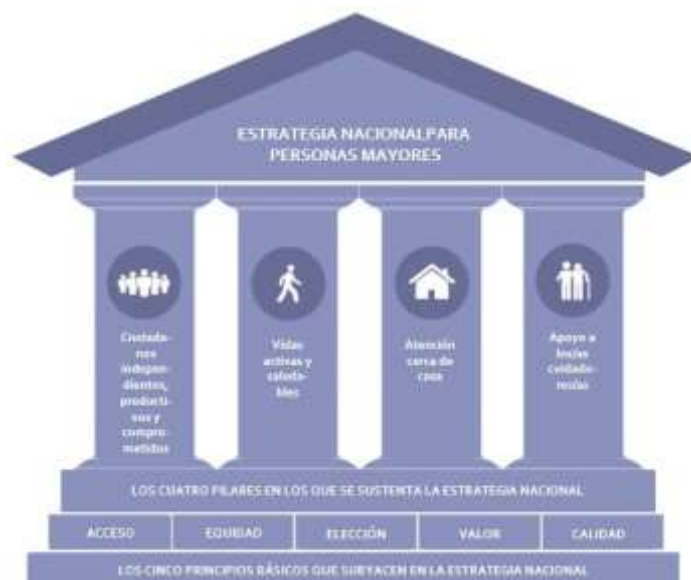 ESTRATEGIA NACIONAL PARA
PERSONAS MAYORES
Ciudada-
nos
indepen-
dientes,
producti-
vos y
compro-
metidos
Vidas
activas y
saluda-
bles
Atención
cerca de
casa
Apoyo a
los/as
cuidado-
res/as
LOS CUATRO PILARES EN LOS QUE SE SUSTENTA LA ESTRATEGIA NACIONAL
ACCESO EQUIDAD ELECCIÓN VALOR CALIDAD
LOS CINCO PRINCIPIOS BÁSICOS QUE SUBYACEN EN LA ESTRATEGIA NACIONAL